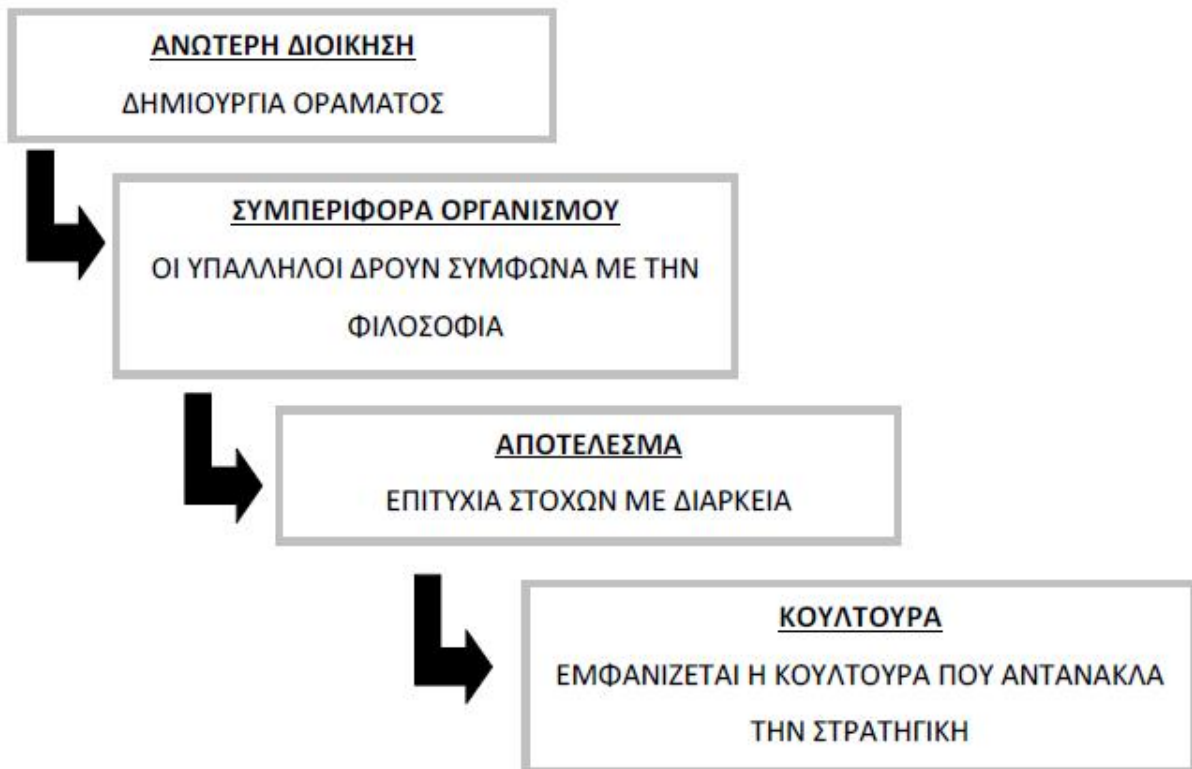 ΑΝΩΤΕΡΗ ΔΙΟΙΚΗΣΗ
ΔΗΜΙΟΥΡΓΙΑ ΟΡΑΜΑΤΟΣ
ΣΥΜΠΕΡΙΦΟΡΑ ΟΡΓΑΝΙΣΜΟΥ
ΟΙ ΥΠΑΛΛΗΛΟΙ ΔΡΟΥΝ ΣΥΜΦΩΝΑ ΜΕ ΤΗΝ
ΦΙΛΟΣΟΦΙΑ
ΑΠΟΤΕΛΕΣΜΑ
ΕΠΙΤΥΧΙΑ ΣΤΟΧΩΝ ΜΕ ΔΙΑΡΚΕΙΑ
ΚΟΥΛΤΟΥΡΑ
ΕΜΦΑΝΙΖΕΤΑΙ Η ΚΟΥΛΤΟΥΡΑ ΠΟΥ ΑΝΤΑΝΑΚΛΑ
ΤΗΝ ΣΤΡΑΤΗΓΙΚΗ